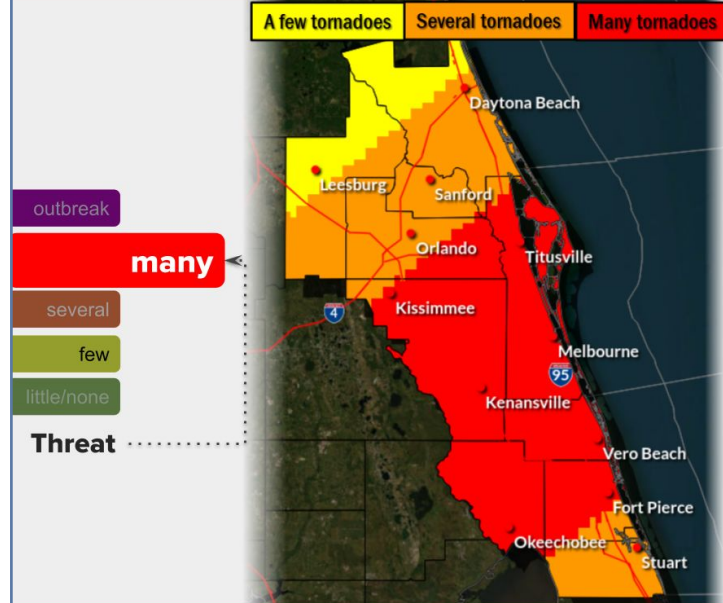 A few tornadoes
Several tornadoes
Many tornadoes
outbreak
many
several
few
little/none
Threat
Daytona Beach
Leesburg
Sanford
Orlando
Titusville
Kissimmee
4
Melbourne
95
Kenansville
Vero Beach
Fort Pierce
Okeechobee
Stuart